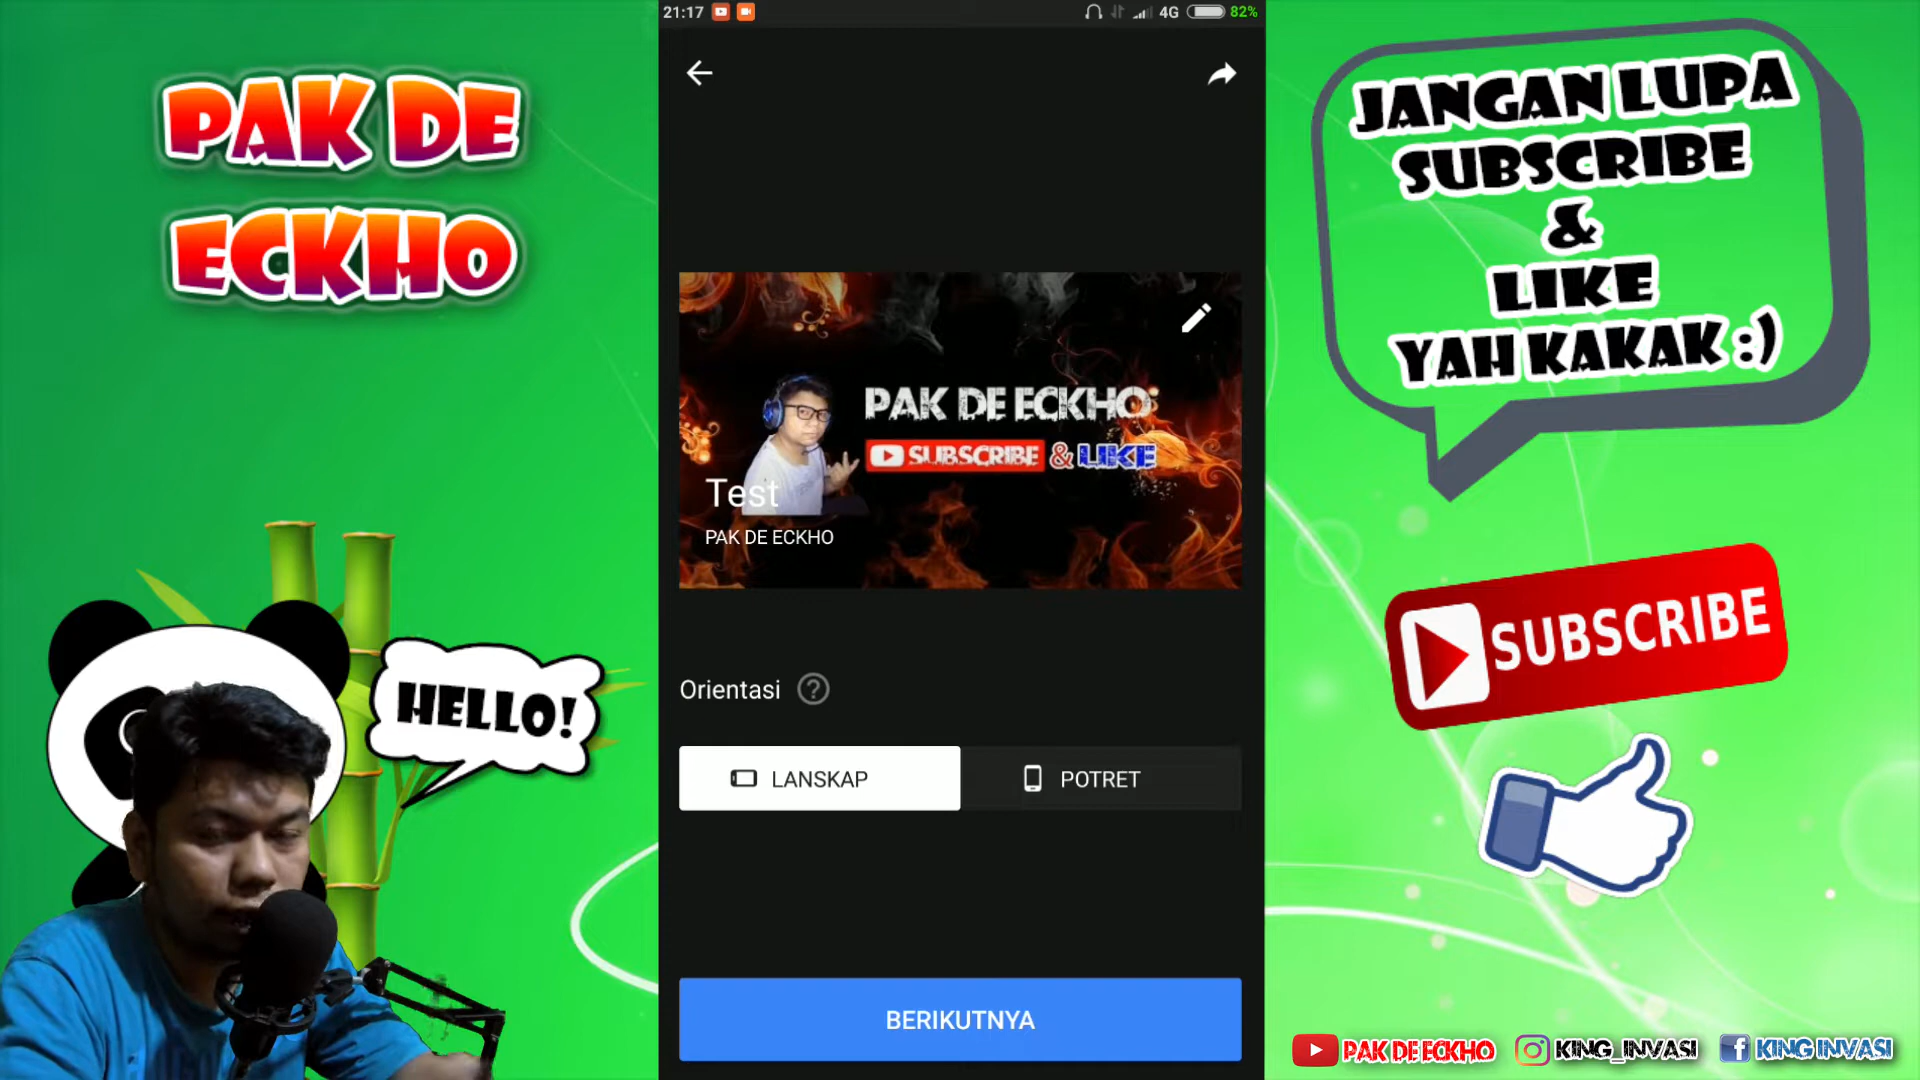 21:17
4G
82%
PAK DE
ECKHO
JANGAN LUPA
SUBSCRIBE
&
LIKE
YAH KAKAK :)
PAK DE ECKHO
SUBSCRIBE & LIKE
Test
PAK DE ECKHO
Orientasi ?
LANSKAP
POTRET
BERIKUTNYA
HELLO!
SUBSCRIBE
PAK DE ECKHO
KING_INVASI
f KING INVASI